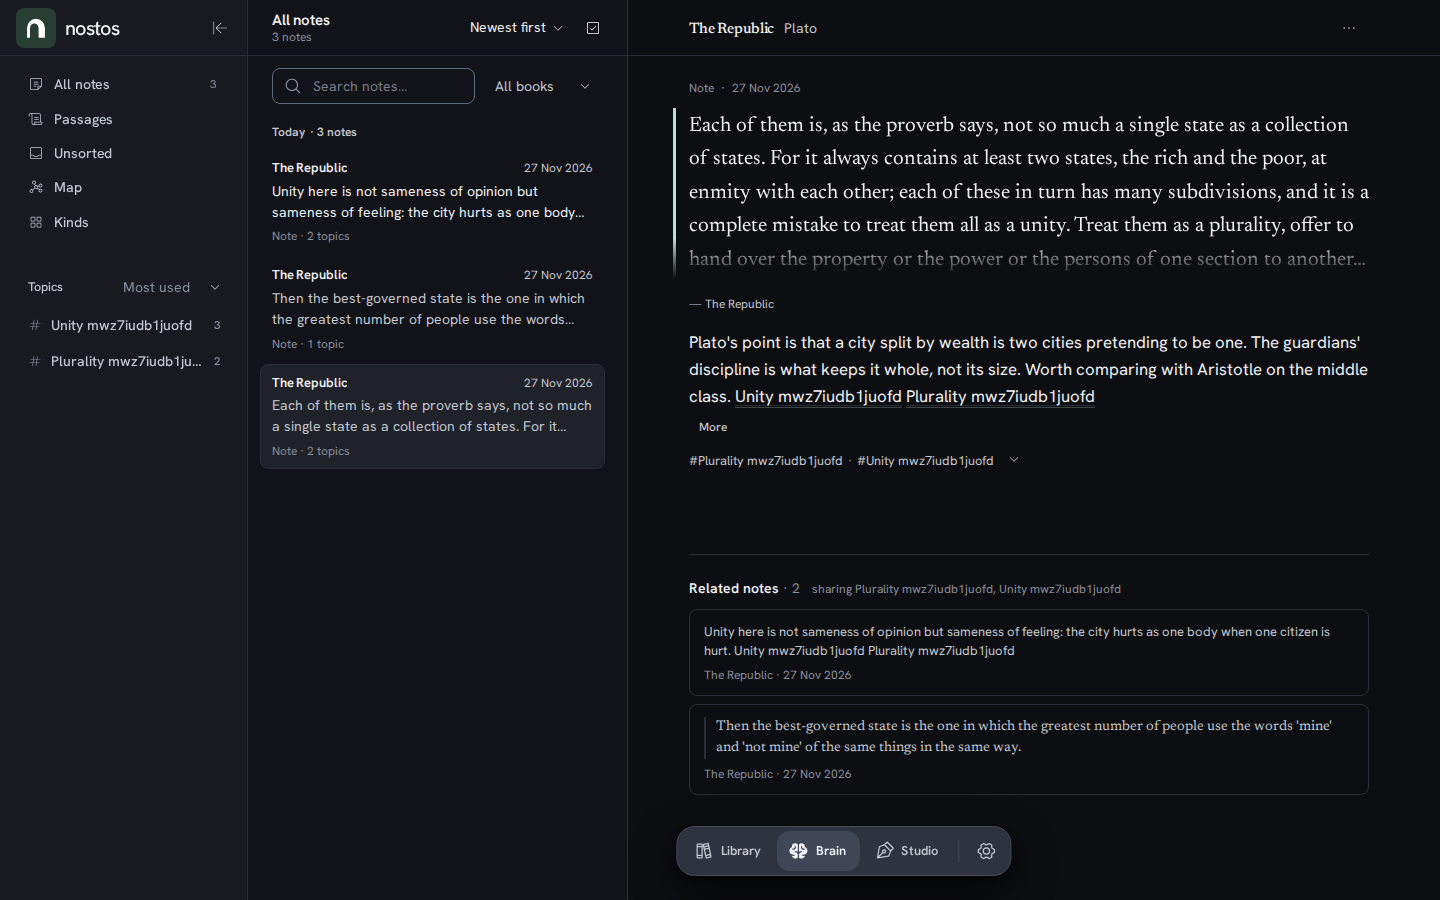 nostos
All notes 3
Passages
Unsorted
Map
Kinds
Topics Most used
# Unity mwz7iudb1juofd 3
# Plurality mwz7iudb1ju... 2
All notes
3 notes
Newest first
Search notes...
All books
Today · 3 notes
The Republic 27 Nov 2026
Unity here is not sameness of opinion but
sameness of feeling: the city hurts as one body...
Note · 2 topics
The Republic 27 Nov 2026
Then the best-governed state is the one in which
the greatest number of people use the words...
Note · 1 topic
The Republic 27 Nov 2026
Each of them is, as the proverb says, not so much
a single state as a collection of states. For it...
Note · 2 topics
The Republic Plato
Note · 27 Nov 2026
Each of them is, as the proverb says, not so much a single state as a collection
of states. For it always contains at least two states, the rich and the poor, at
enmity with each other; each of these in turn has many subdivisions, and it is a
complete mistake to treat them all as a unity. Treat them as a plurality, offer to
hand over the property or the power or the persons of one section to another...
— The Republic
Plato's point is that a city split by wealth is two cities pretending to be one. The guardians'
discipline is what keeps it whole, not its size. Worth comparing with Aristotle on the middle
class. Unity mwz7iudb1juofd Plurality mwz7iudb1juofd
More
#Plurality mwz7iudb1juofd · #Unity mwz7iudb1juofd
Related notes · 2 sharing Plurality mwz7iudb1juofd, Unity mwz7iudb1juofd
Unity here is not sameness of opinion but sameness of feeling: the city hurts as one body when one citizen is
hurt. Unity mwz7iudb1juofd Plurality mwz7iudb1juofd
The Republic · 27 Nov 2026
Then the best-governed state is the one in which the greatest number of people use the words 'mine'
and 'not mine' of the same things in the same way.
The Republic · 27 Nov 2026
Library Brain Studio